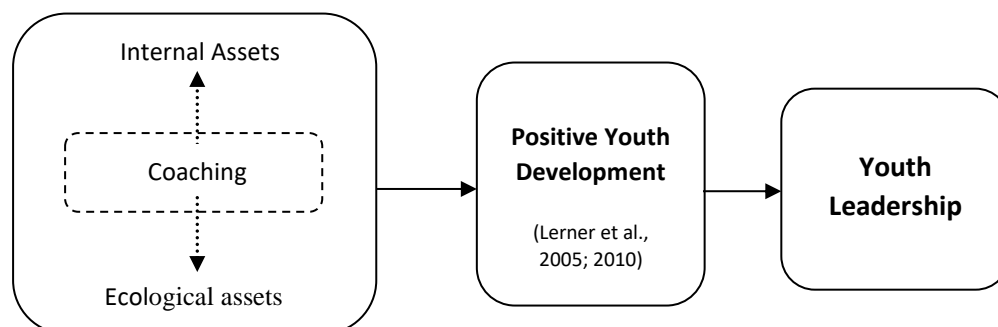 Internal Assets
Coaching
Ecological assets
Positive Youth
Development
(Lerner et al.,
2005; 2010)
Youth
Leadership